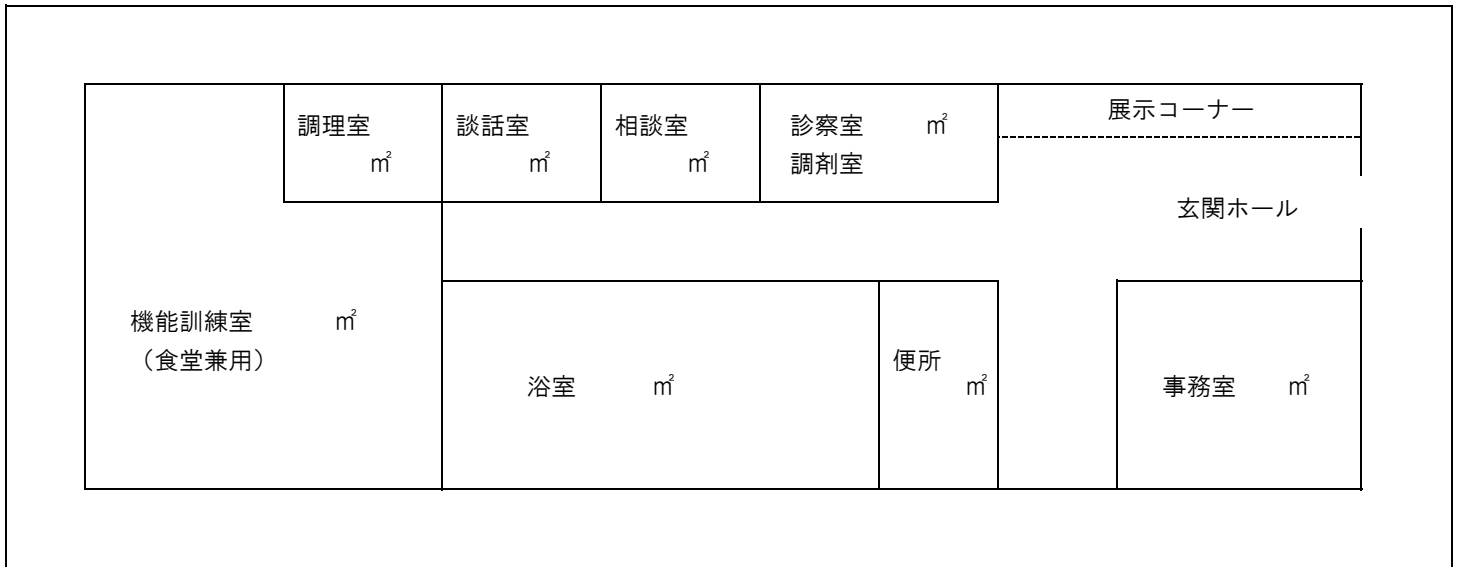 調理室
㎡
談話室
㎡
相談室
㎡
診察室 ㎡
調剤室
展示コーナー
玄関ホール
機能訓練室 ㎡
（食堂兼用）
浴室 ㎡
便所
㎡
事務室 ㎡